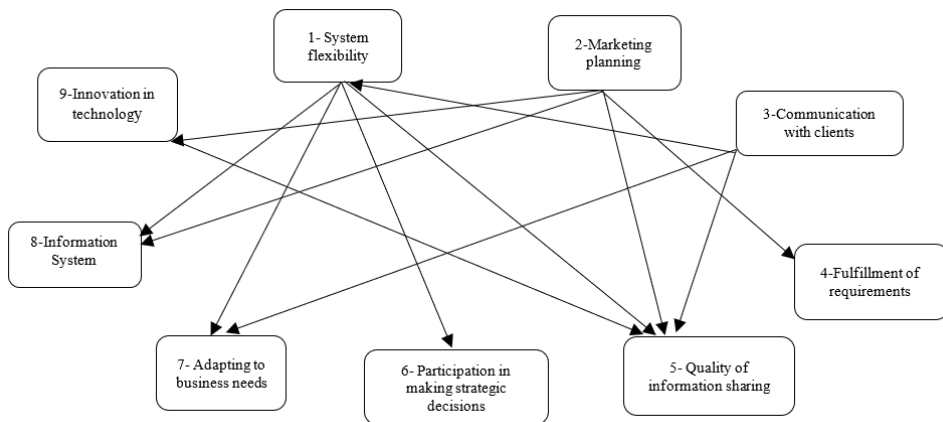 1- System
flexibility
2-Marketing
planning
3-Communication
with clients
4-Fulfillment of
requirements
5- Quality of
information sharing
6- Participation in
making strategic
decisions
7- Adapting to
business needs
8-Information
System
9-Innovation in
technology